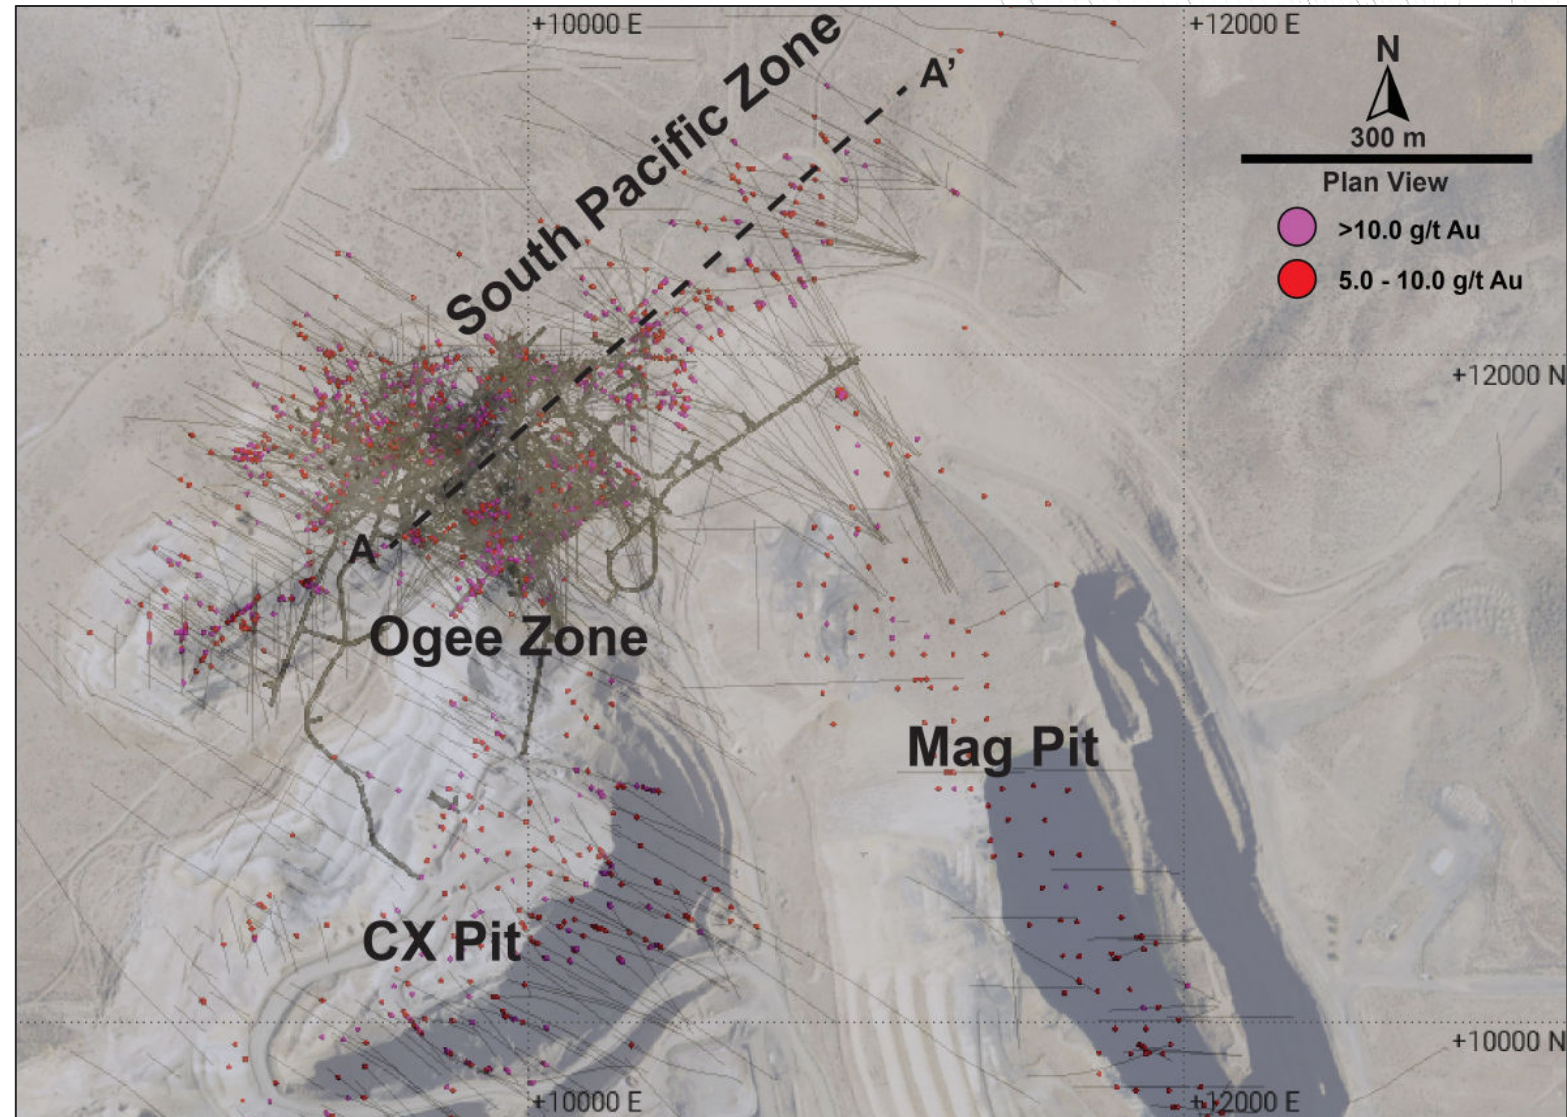 +10000 E
+12000 E
South Pacific Zone
A’
N
300 m
Plan View
>10.0 g/t Au
5.0 - 10.0 g/t Au
+12000 N
A
Ogee Zone
Mag Pit
CX Pit
+10000 N
+10000 E
+12000 E